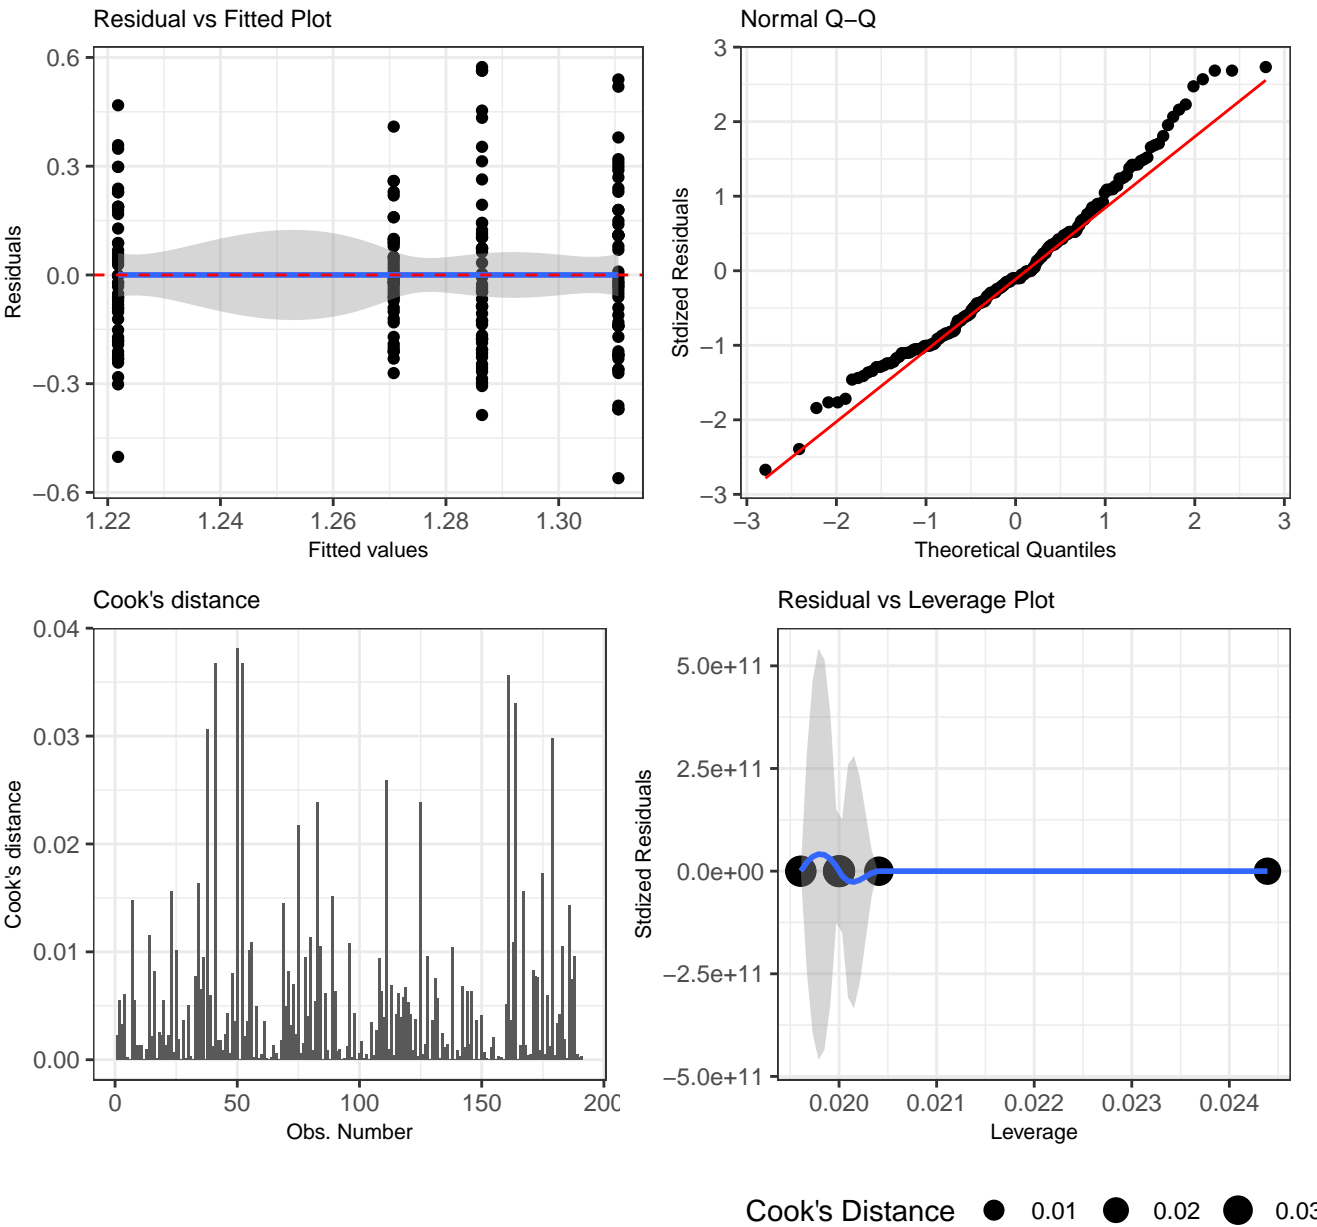 Residual vs Fitted Plot
0.6
0.3
0.0
−0.3
−0.6
1.22 1.24 1.26 1.28 1.30
Fitted values
Residuals
Normal Q−Q
3
2
1
0
−1
−2
−3
−3 −2 −1 0 1 2 3
Theoretical Quantiles
Stdized Residuals
Cook's distance
0.04
0.03
0.02
0.01
0.00
0 50 100 150 200
Obs. Number
Cook's distance
Residual vs Leverage Plot
5.0e+11
2.5e+11
0.0e+00
−2.5e+11
−5.0e+11
0.020 0.021 0.022 0.023 0.024
Leverage
Stdized Residuals
Cook's Distance 0.01 0.02 0.03